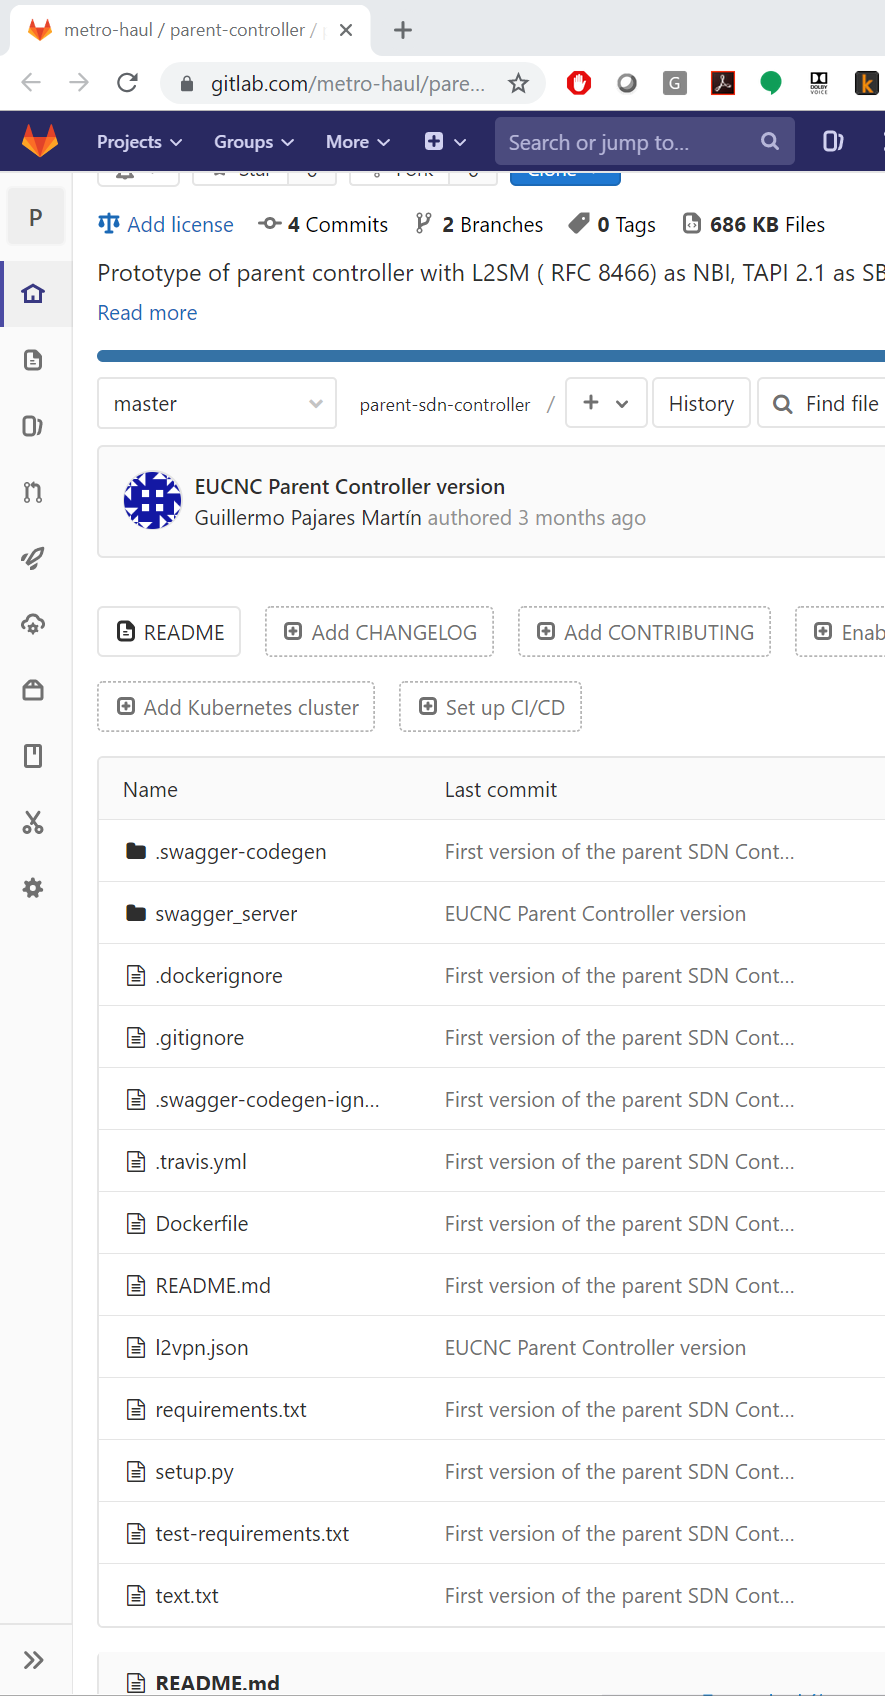 metro-haul / parent-controller /
gitlab.com/metro-haul/pare...
G
DOLBY
VOICE
k
Projects Groups More Search or jump to...
Star 0 Fork 0 Clone
P
Add license 4 Commits 2 Branches 0 Tags 686 KB Files
Prototype of parent controller with L2SM ( RFC 8466) as NBI, TAPI 2.1 as SB
Read more
master parent-sdn-controller / + History Find file
EUCNC Parent Controller version
Guillermo Pajares Martín authored 3 months ago
README Add CHANGELOG Add CONTRIBUTING Enab
Add Kubernetes cluster Set up CI/CD
Name Last commit
.swagger-codegen First version of the parent SDN Cont...
swagger_server EUCNC Parent Controller version
.dockerignore First version of the parent SDN Cont...
.gitignore First version of the parent SDN Cont...
.swagger-codegen-ign... First version of the parent SDN Cont...
.travis.yml First version of the parent SDN Cont...
Dockerfile First version of the parent SDN Cont...
README.md First version of the parent SDN Cont...
l2vpn.json EUCNC Parent Controller version
requirements.txt First version of the parent SDN Cont...
setup.py First version of the parent SDN Cont...
test-requirements.txt First version of the parent SDN Cont...
text.txt First version of the parent SDN Cont...
README.md